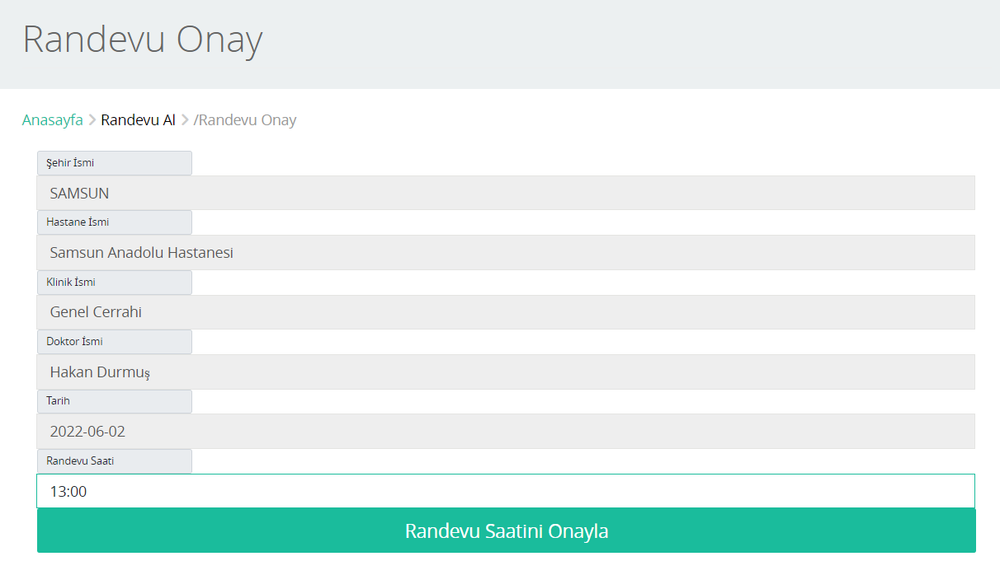 Randevu Onay
Anasayfa > Randevu Al > /Randevu Onay
Şehir İsmi
SAMSUN
Hastane İsmi
Samsun Anadolu Hastanesi
Klinik İsmi
Genel Cerrahi
Doktor İsmi
Hakan Durmuş
Tarih
2022-06-02
Randevu Saati
13:00
Randevu Saatini Onayla